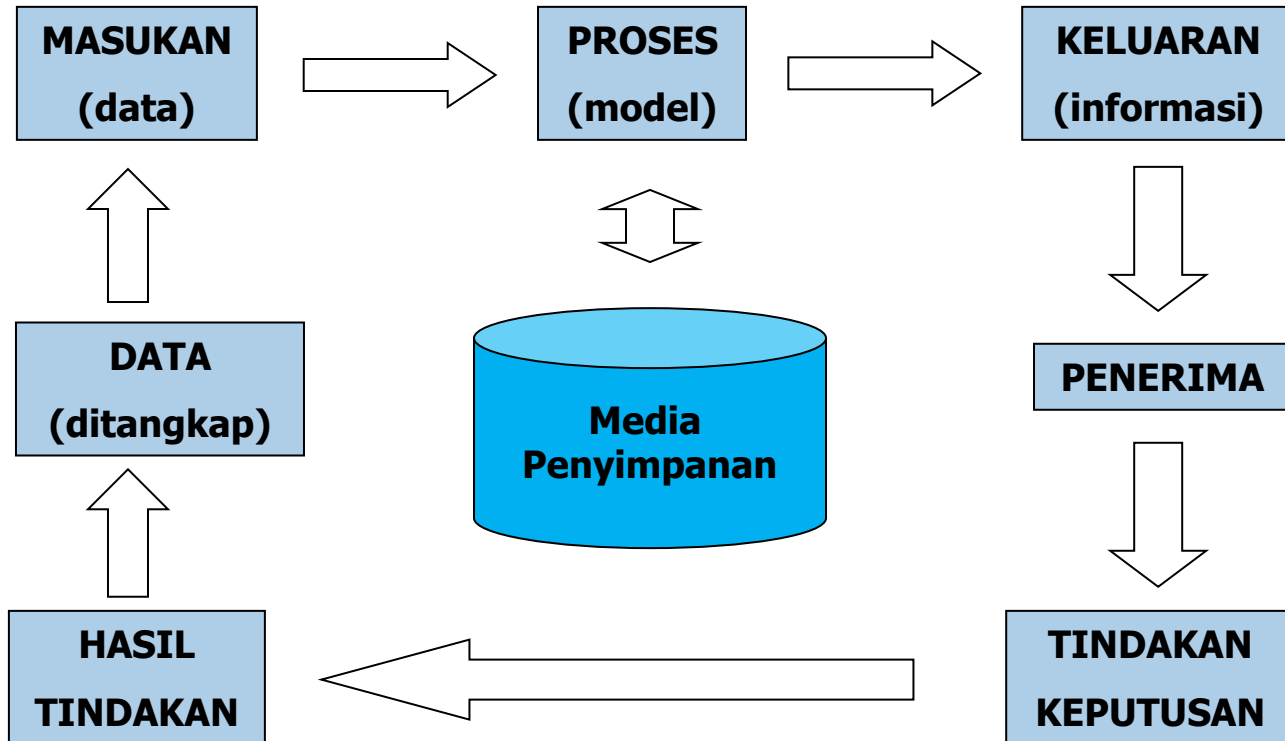 MASUKAN
(data)
PROSES
(model)
KELUARAN
(informasi)
DATA
(ditangkap)
Media
Penyimpanan
PENERIMA
HASIL
TINDAKAN
TINDAKAN
KEPUTUSAN